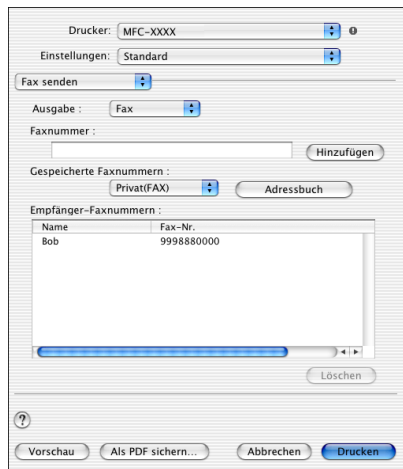 Drucker: MFC-XXXX
Einstellungen: Standard
Fax senden
Ausgabe : Fax
Faxnummer :
Hinzufügen
Gespeicherte Faxnummern :
Privat(FAX) Adressbuch
Empfänger-Faxnummern :
Name Fax-Nr.
Bob 9998880000
Löschen
?
Vorschau Als PDF sichern... Abbrechen Drucken